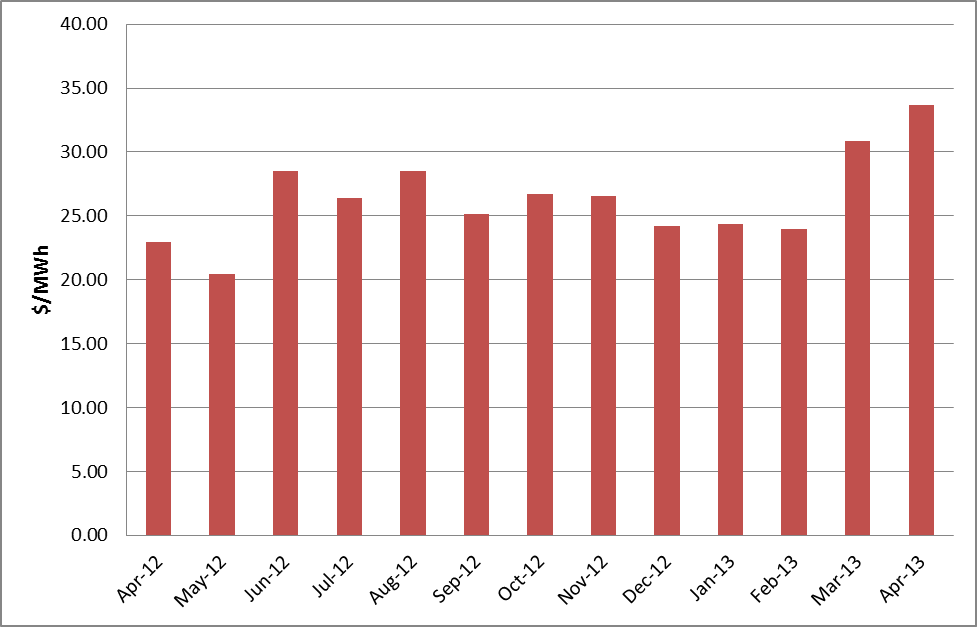 40.00
35.00
30.00
25.00
20.00
15.00
10.00
5.00
0.00
$/MWh
Apr-12
May-12
Jun-12
Jul-12
Aug-12
Sep-12
Oct-12
Nov-12
Dec-12
Jan-13
Feb-13
Mar-13
Apr-13